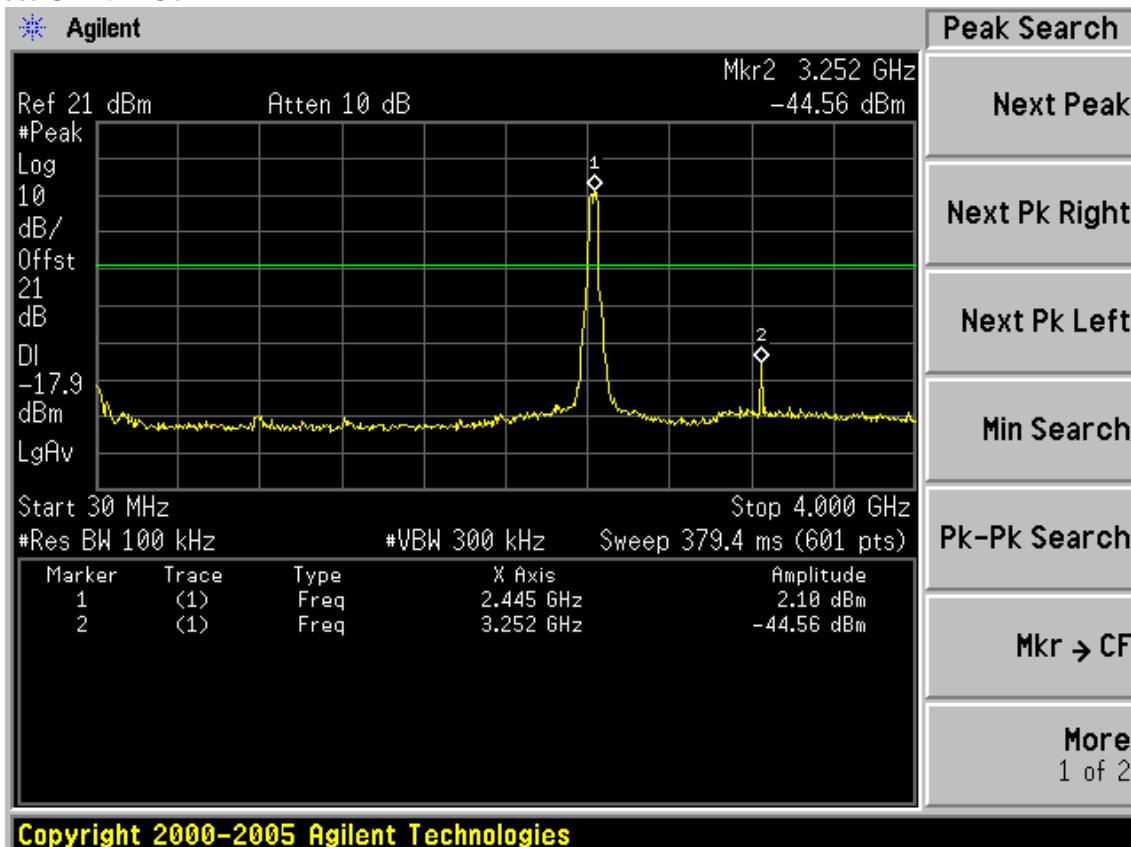 Agilent
Peak Search
Mkr2 3.252 GHz
Ref 21 dBm Atten 10 dB -44.56 dBm
#Peak
Log
10
dB/
Offst
21
dB
DI
-17.9
dBm
LgAv
1
2
Start 30 MHz Stop 4.000 GHz
#Res BW 100 kHz #VBW 300 kHz Sweep 379.4 ms (601 pts)
Marker Trace Type X Axis Amplitude
1 (1) Freq 2.445 GHz 2.10 dBm
2 (1) Freq 3.252 GHz -44.56 dBm
Next Peak
Next Pk Right
Next Pk Left
Min Search
Pk-Pk Search
Mkr → CF
More
1 of 2
Copyright 2000-2005 Agilent Technologies